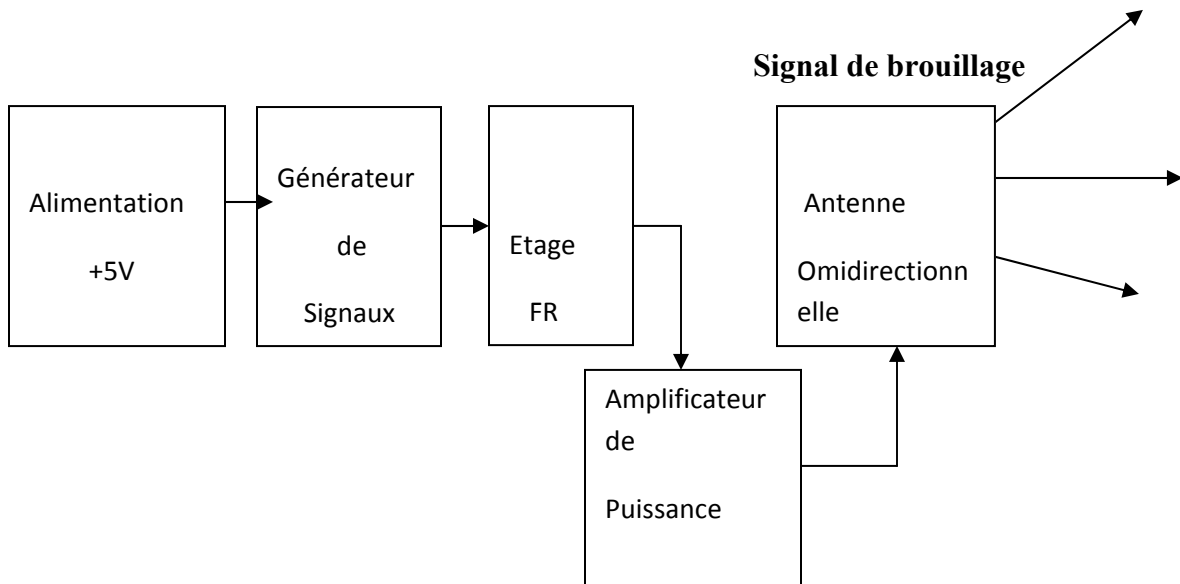 Signal de brouillage
Alimentation
+5V
Générateur
de
Signaux
Etage
FR
Antenne
Omidirectionn
elle
Amplificateur
de
Puissance